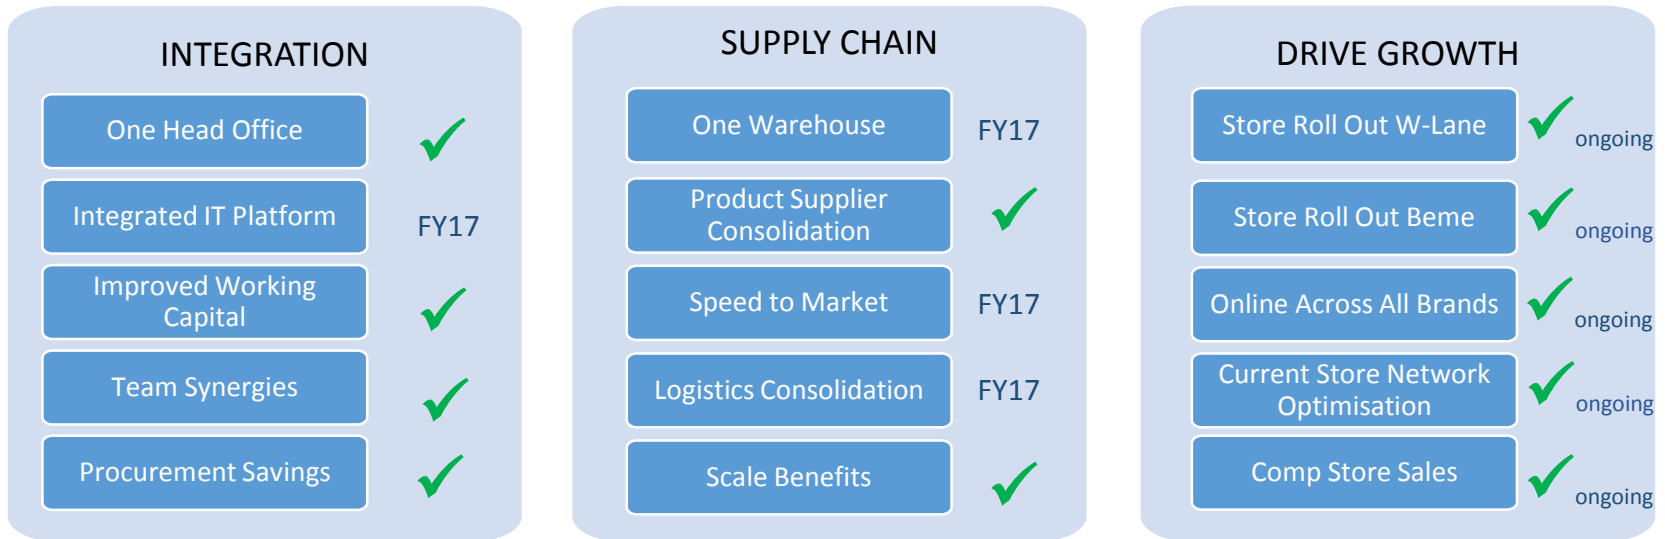 INTEGRATION
One Head Office
Integrated IT Platform
FY17
Improved Working
Capital
Team Synergies
Procurement Savings
SUPPLY CHAIN
One Warehouse
FY17
Product Supplier
Consolidation
Speed to Market
FY17
Logistics Consolidation
FY17
Scale Benefits
DRIVE GROWTH
Store Roll Out W-Lane
ongoing
Store Roll Out Beme
ongoing
Online Across All Brands
ongoing
Current Store Network
Optimisation
ongoing
Comp Store Sales
ongoing